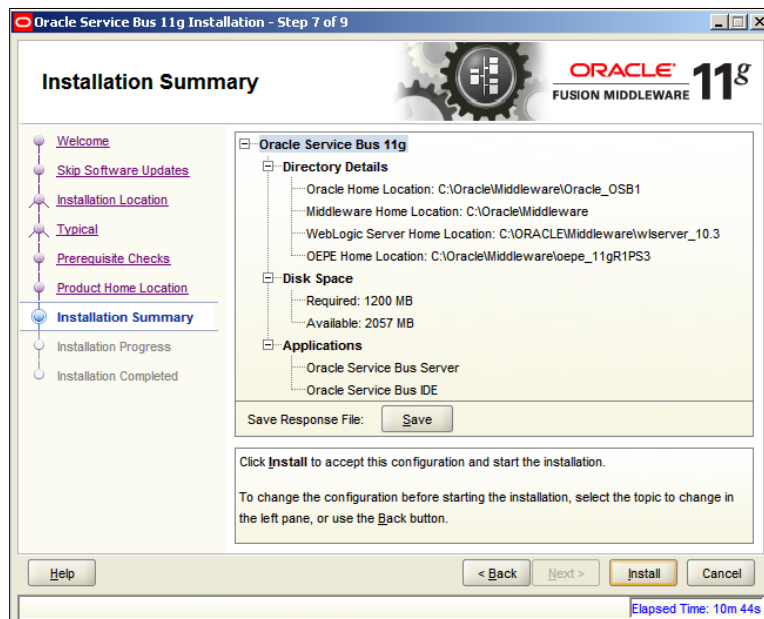 Oracle Service Bus 11g Installation - Step 7 of 9
Installation Summary
ORACLE
FUSION MIDDLEWARE 11g
Welcome
Skip Software Updates
Installation Location
Typical
Prerequisite Checks
Product Home Location
Installation Summary
Installation Progress
Installation Completed
Oracle Service Bus 11g
Directory Details
Oracle Home Location: C:\Oracle\Middleware\Oracle_OSB1
Middleware Home Location: C:\Oracle\Middleware
WebLogic Server Home Location: C:\ORACLE\Middleware\wlserver_10.3
OEPE Home Location: C:\Oracle\Middleware\oepe_11gR1PS3
Disk Space
Required: 1200 MB
Available: 2057 MB
Applications
Oracle Service Bus Server
Oracle Service Bus IDE
Save Response File: Save
Click Install to accept this configuration and start the installation.
To change the configuration before starting the installation, select the topic to change in
the left pane, or use the Back button.
Help < Back Next > Install Cancel
Elapsed Time: 10m 44s